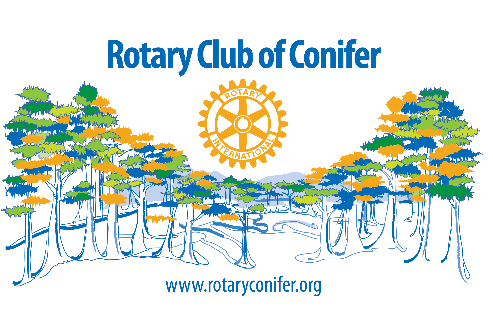 Rotary Club of Conifer
ROTARY
INTERNATIONAL
www.rotaryconifer.org